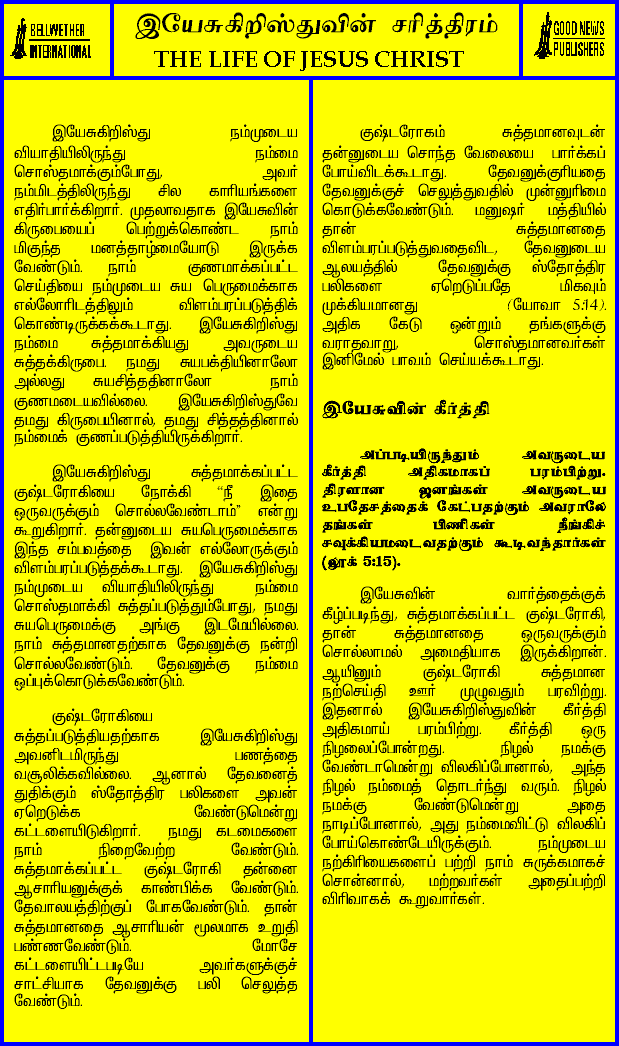 BELLWETHER
INTERNATIONAL
இயேசுகிறிஸ்துவின் சரித்திரம்
THE LIFE OF JESUS CHRIST
GOOD NEWS
PUBLISHERS
இயேசுகிறிஸ்து நம்முடைய
வியாதியிலிருந்து நம்மை
சொஸ்தமாக்கும்போது, அவர்
நம்மிடத்திலிருந்து சில காரியங்களை
எதிர்பார்க்கிறார். முதலாவதாக இயேசுவின்
கிருபையைப் பெற்றுக்கொண்ட நாம்
மிகுந்த மனத்தாழ்மையோடு இருக்க
வேண்டும். நாம் குணமாக்கப்பட்ட
செய்தியை நம்முடைய சுய பெருமைக்காக
எல்லோரிடத்திலும் விளம்பரப்படுத்திக்
கொண்டிருக்கக்கூடாது. இயேசுகிறிஸ்து
நம்மை சுத்தமாக்கியது அவருடைய
சுத்தக்கிருபை. நமது சுயபக்தியினாலோ
அல்லது சுயசித்ததினாலோ நாம்
குணமடையவில்லை. இயேசுகிறிஸ்துவே
தமது கிருபையினால், தமது சித்தத்தினால்
நம்மைக் குணப்படுத்தியிருக்கிறார்.
இயேசுகிறிஸ்து சுத்தமாக்கப்பட்ட
குஷ்டரோகியை நோக்கி “நீ இதை
ஒருவருக்கும் சொல்லவேண்டாம்” என்று
கூறுகிறார். தன்னுடைய சுயபெருமைக்காக
இந்த சம்பவத்தை இவன் எல்லோருக்கும்
விளம்பரப்படுத்தக்கூடாது. இயேசுகிறிஸ்து
நம்முடைய வியாதியிலிருந்து நம்மை
சொஸ்தமாக்கி சுத்தப்படுத்தும்போது, நமது
சுயபெருமைக்கு அங்கு இடமேயில்லை.
நாம் சுத்தமானதற்காக தேவனுக்கு நன்றி
சொல்லவேண்டும். தேவனுக்கு நம்மை
ஒப்புக்கொடுக்கவேண்டும்.
குஷ்டரோகியை
சுத்தப்படுத்தியதற்காக இயேசுகிறிஸ்து
அவனிடமிருந்து பணத்தை
வசூலிக்கவில்லை. ஆனால் தேவனைத்
துதிக்கும் ஸ்தோத்திர பலிகளை அவன்
ஏறெடுக்க வேண்டுமென்று
கட்டளையிடுகிறார். நமது கடமைகளை
நாம் நிறைவேற்ற வேண்டும்.
சுத்தமாக்கப்பட்ட குஷ்டரோகி தன்னை
ஆசாரியனுக்குக் காண்பிக்க வேண்டும்.
தேவாலயத்திற்குப் போகவேண்டும். தான்
சுத்தமானதை ஆசாரியன் மூலமாக உறுதி
பண்ணவேண்டும். மோசே
கட்டளையிட்டபடியே அவர்களுக்குச்
சாட்சியாக தேவனுக்கு பலி செலுத்த
வேண்டும்.
குஷ்டரோகம் சுத்தமானவுடன்
தன்னுடைய சொந்த வேலையை பார்க்கப்
போய்விடக்கூடாது. தேவனுக்குரியதை
தேவனுக்குச் செலுத்துவதில் முன்னுரிமை
கொடுக்கவேண்டும். மனுஷர் மத்தியில்
தான் சுத்தமானதை
விளம்பரப்படுத்துவதைவிட, தேவனுடைய
ஆலயத்தில் தேவனுக்கு ஸ்தோத்திர
பலிகளை ஏறெடுப்பதே மிகவும்
முக்கியமானது (யோவா 5:14).
அதிக கேடு ஒன்றும் தங்களுக்கு
வராதவாறு, சொஸ்தமானவர்கள்
இனிமேல் பாவம் செய்யக்கூடாது.
இயேசுவின் கீர்த்தி
அப்படியிருந்தும் அவருடைய
கீர்த்தி அதிகமாகப் பரம்பிற்று.
திரளான ஜனங்கள் அவருடைய
உபதேசத்தைக் கேட்பதற்கும் அவராலே
தங்கள் பிணிகள் நீங்கிச்
சவுக்கியமடைவதற்கும் கூடிவந்தார்கள்
(லூக் 5:15).
இயேசுவின் வார்த்தைக்குக்
கீழ்ப்படிந்து, சுத்தமாக்கப்பட்ட குஷ்டரோகி,
தான் சுத்தமானதை ஒருவருக்கும்
சொல்லாமல் அமைதியாக இருக்கிறான்.
ஆயினும் குஷ்டரோகி சுத்தமான
நற்செய்தி ஊர் முழுவதும் பரவிற்று.
இதனால் இயேசுகிறிஸ்துவின் கீர்த்தி
அதிகமாய் பரம்பிற்று. கீர்த்தி ஒரு
நிழலைப்போன்றது. நிழல் நமக்கு
வேண்டாமென்று விலகிப்போனால், அந்த
நிழல் நம்மைத் தொடர்ந்து வரும். நிழல்
நமக்கு வேண்டுமென்று அதை
நாடிப்போனால், அது நம்மைவிட்டு விலகிப்
போய்கொண்டேயிருக்கும். நம்முடைய
நற்கிரியைகளைப் பற்றி நாம் சுருக்கமாகச்
சொன்னால், மற்றவர்கள் அதைப்பற்றி
விரிவாகக் கூறுவார்கள்.